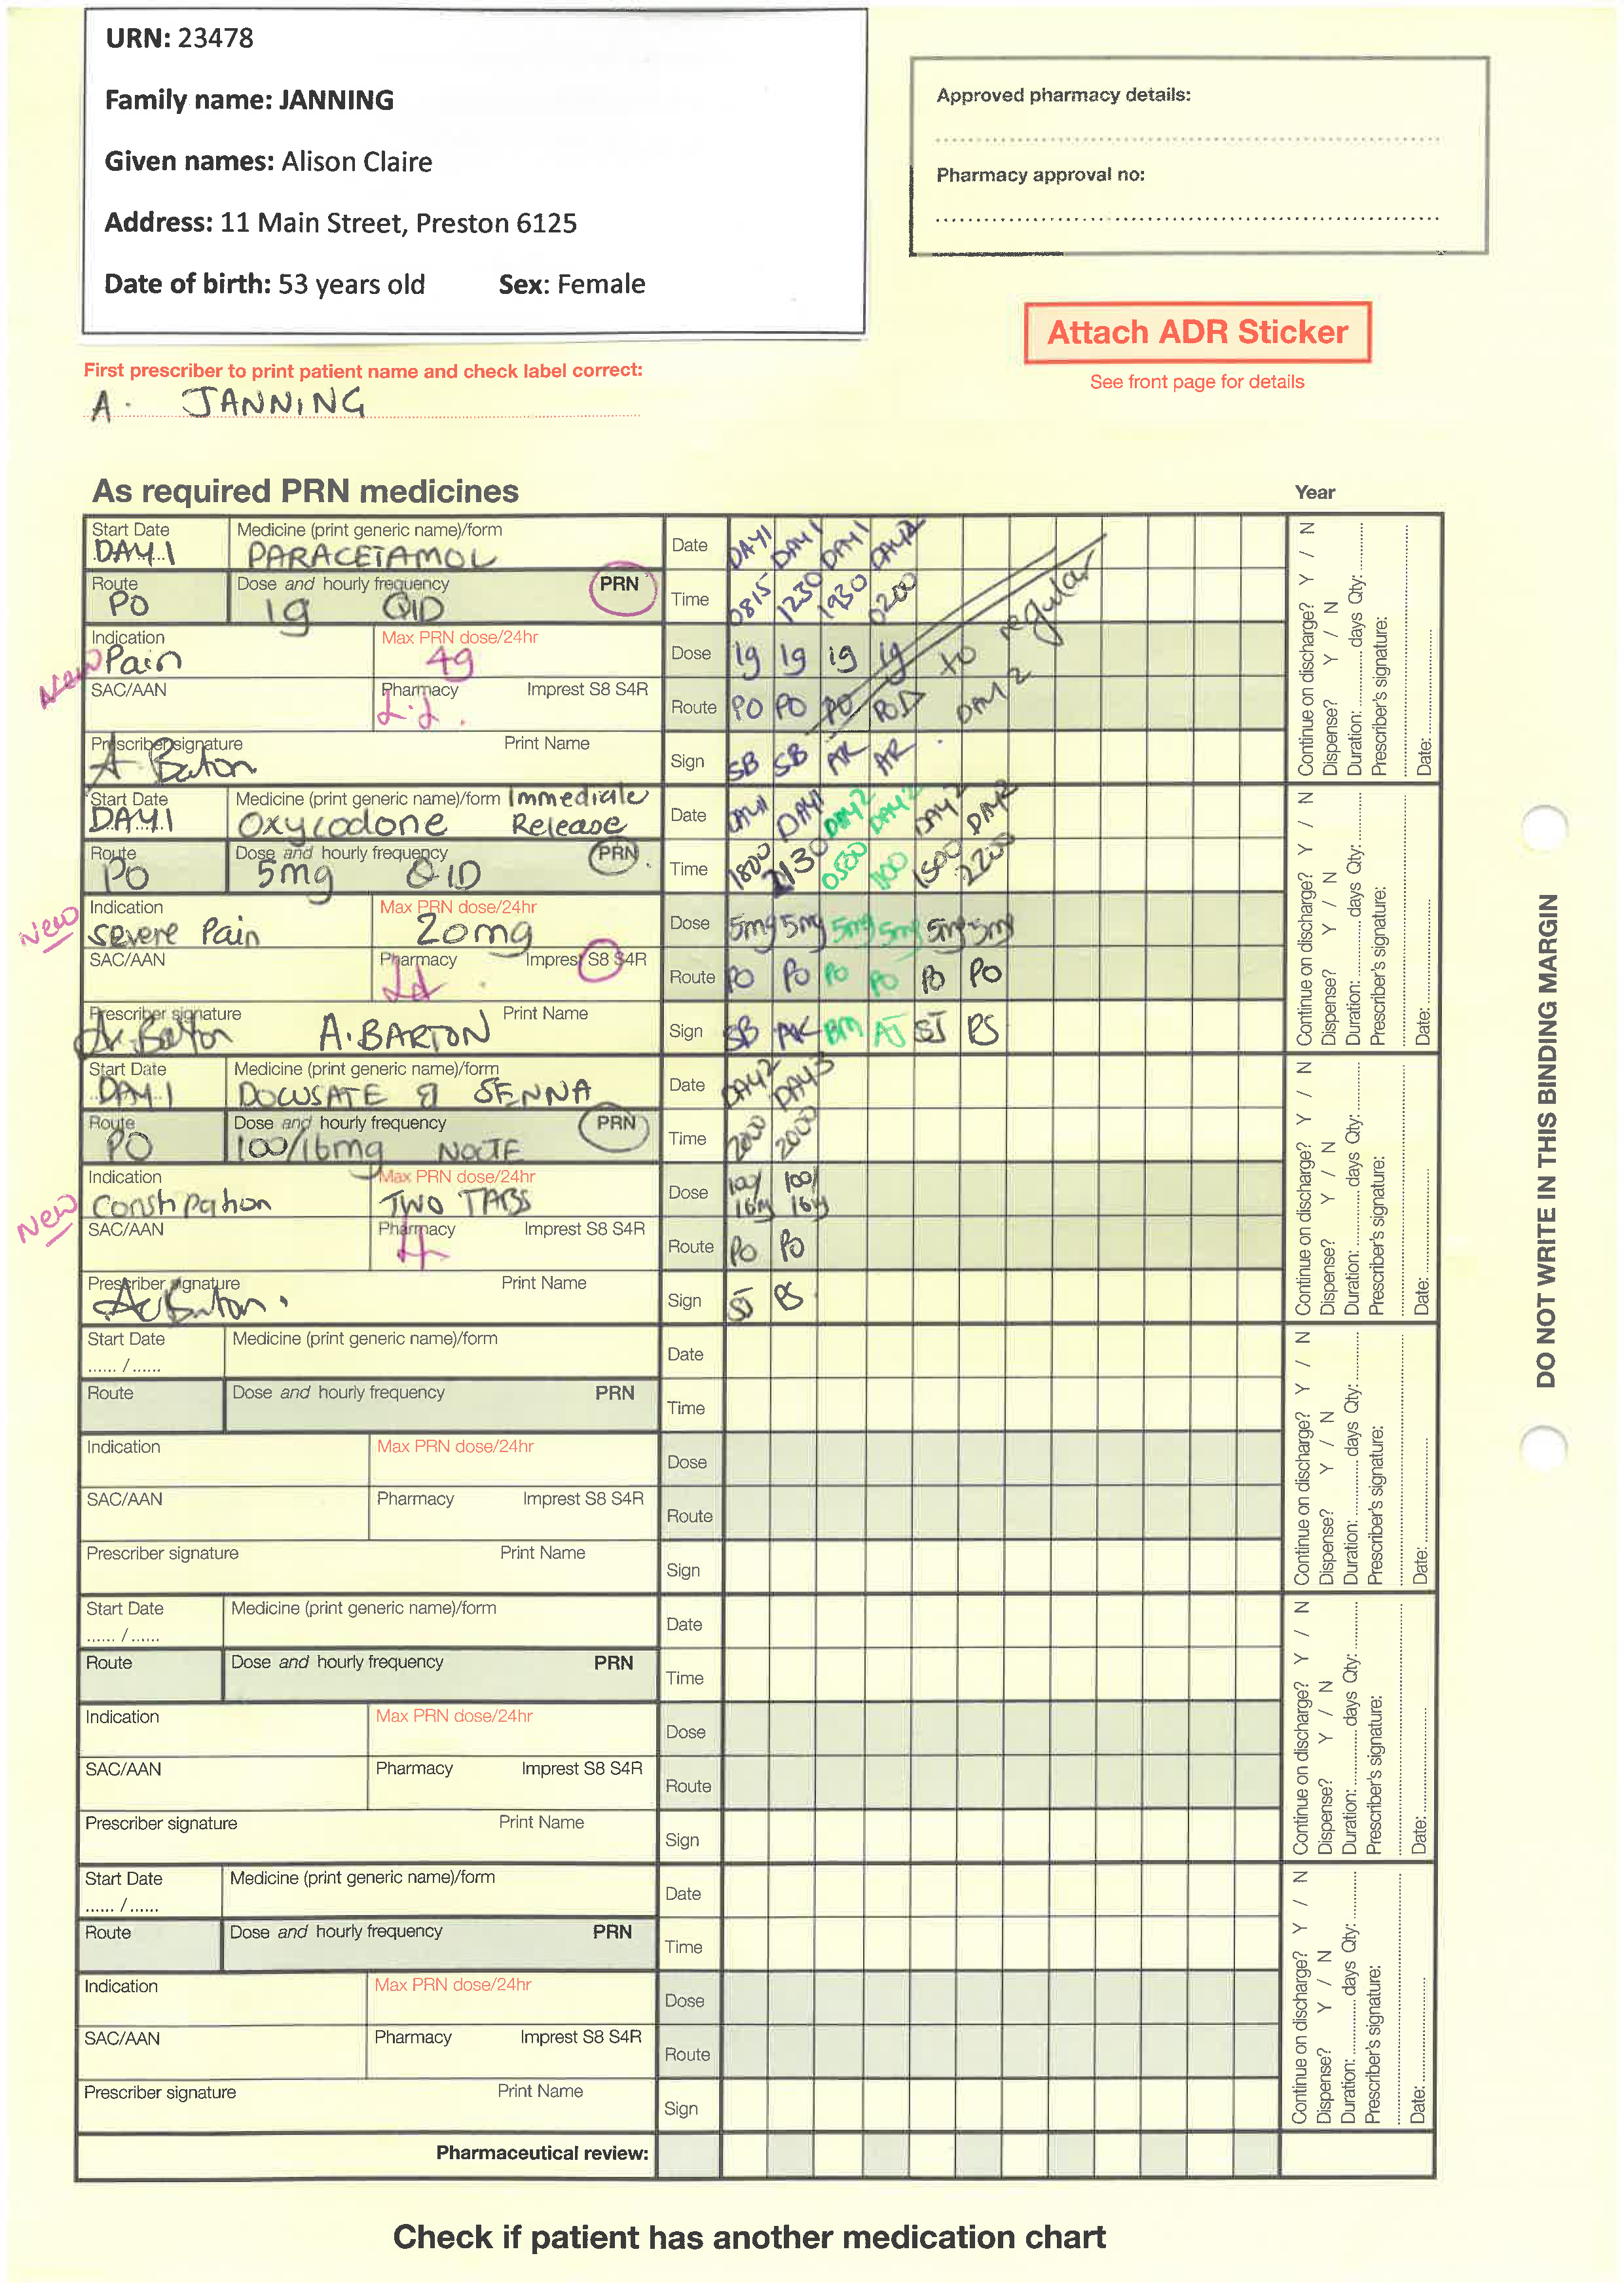 URN: 23478
Family name: JANNING
Given names: Alison Claire
Address: 11 Main Street, Preston 6125
Date of birth: 53 years old Sex: Female
Approved pharmacy details:
Pharmacy approval no:
Attach ADR Sticker
See front page for details
First prescriber to print patient name and check label correct:
A. JANNING
As required PRN medicines
Year
Start Date Medicine (print generic name)/form
DAY 1 PARACETAMOL
Route Dose and hourly frequency PRN
PO 1g QID
Indication Max PRN dose/24hr
New Pain 4g
SAC/AAN Pharmacy Imprest S8 S4R
Prescriber signature Print Name
A Barton
Date DAY1 DAY1 DAY1 DAY2
Time 0815 1230 1930 0200
Dose 1g 1g 1g 1g
Route PO PO PO PO
Sign SB SB AK AK
to regular
DAY 2
Continue on discharge? Y / N
Dispense? Y / N
Duration: days Qty:
Prescriber's signature:
Date:
Start Date Medicine (print generic name)/form Immediate
DAY 1 Oxycodone Release
Route Dose and hourly frequency PRN
PO 5mg QID
Indication Max PRN dose/24hr
New severe Pain 20mg
SAC/AAN Pharmacy Imprest S8 S4R
Prescriber signature Print Name
A. Barton A. BARTON
Date DAY1 DAY1 DAY2 DAY2 DAY2 DAY2
Time 1800 2130 0530 1100 1500 2200
Dose 5mg 5mg 5mg 5mg 5mg 5mg
Route PO PO PO PO PO PO
Sign SB AK BM AJ SJ PS
Continue on discharge? Y / N
Dispense? Y / N
Duration: days Qty:
Prescriber's signature:
Date:
Start Date Medicine (print generic name)/form
DAY 1 DOCUSATE & SENNA
Route Dose and hourly frequency PRN
PO 100/16mg NOCTE
Indication Max PRN dose/24hr
New Constipation TWO TABS
SAC/AAN Pharmacy Imprest S8 S4R
Prescriber signature Print Name
A Barton.
Date DAY2 DAY3
Time 2000 2000
Dose 100/16mg 100/16mg
Route PO PO
Sign SJ PS
Continue on discharge? Y / N
Dispense? Y / N
Duration: days Qty:
Prescriber's signature:
Date:
Start Date Medicine (print generic name)/form
...... / ......
Route Dose and hourly frequency PRN
Indication Max PRN dose/24hr
SAC/AAN Pharmacy Imprest S8 S4R
Prescriber signature Print Name
Date
Time
Dose
Route
Sign
Continue on discharge? Y / N
Dispense? Y / N
Duration: days Qty:
Prescriber's signature:
Date:
Start Date Medicine (print generic name)/form
...... / ......
Route Dose and hourly frequency PRN
Indication Max PRN dose/24hr
SAC/AAN Pharmacy Imprest S8 S4R
Prescriber signature Print Name
Date
Time
Dose
Route
Sign
Continue on discharge? Y / N
Dispense? Y / N
Duration: days Qty:
Prescriber's signature:
Date:
Start Date Medicine (print generic name)/form
...... / ......
Route Dose and hourly frequency PRN
Indication Max PRN dose/24hr
SAC/AAN Pharmacy Imprest S8 S4R
Prescriber signature Print Name
Date
Time
Dose
Route
Sign
Continue on discharge? Y / N
Dispense? Y / N
Duration: days Qty:
Prescriber's signature:
Date:
Pharmaceutical review:
DO NOT WRITE IN THIS BINDING MARGIN
Check if patient has another medication chart